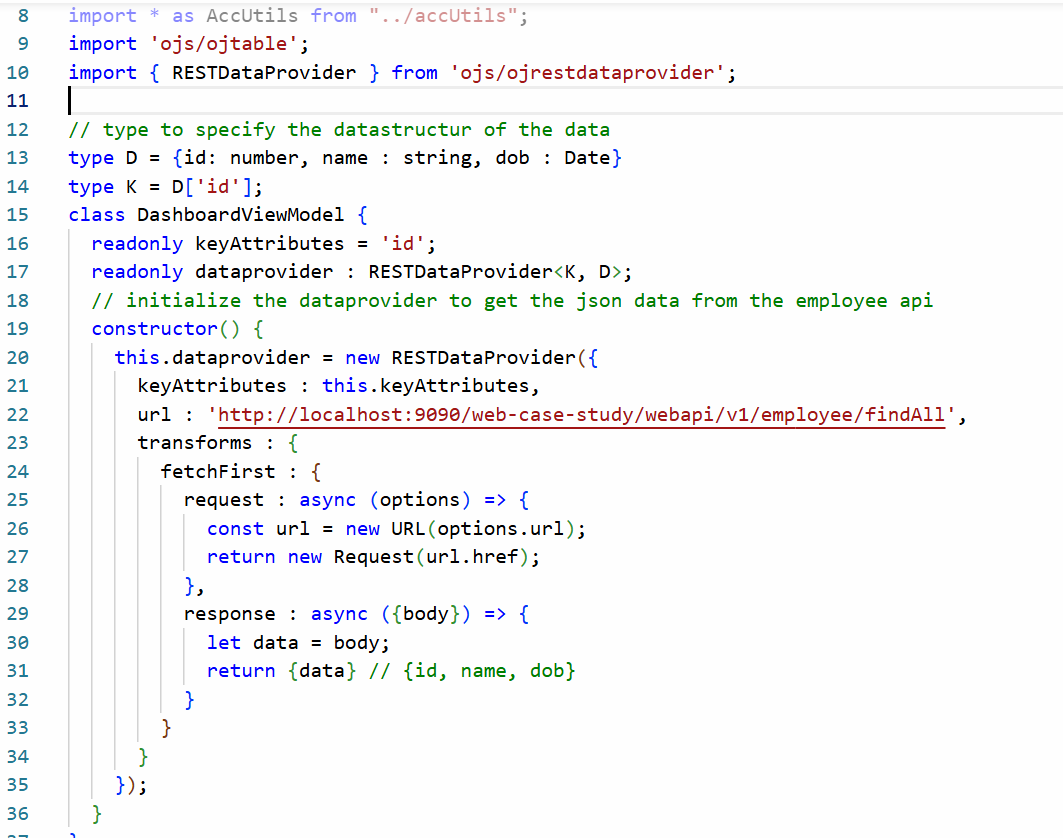 8 import * as AccUtils from "../accUtils";
9 import 'ojs/ojtable';
10 import { RESTDataProvider } from 'ojs/ojrestdataprovider';
11
12 // type to specify the datastructur of the data
13 type D = {id: number, name : string, dob : Date}
14 type K = D['id'];
15 class DashboardViewModel {
16 readonly keyAttributes = 'id';
17 readonly dataprovider : RESTDataProvider<K, D>;
18 // initialize the dataprovider to get the json data from the employee api
19 constructor() {
20 this.dataprovider = new RESTDataProvider({
21 keyAttributes : this.keyAttributes,
22 url : 'http://localhost:9090/web-case-study/webapi/v1/employee/findAll',
23 transforms : {
24 fetchFirst : {
25 request : async (options) => {
26 const url = new URL(options.url);
27 return new Request(url.href);
28 },
29 response : async ({body}) => {
30 let data = body;
31 return {data} // {id, name, dob}
32 }
33 }
34 }
35 });
36 }